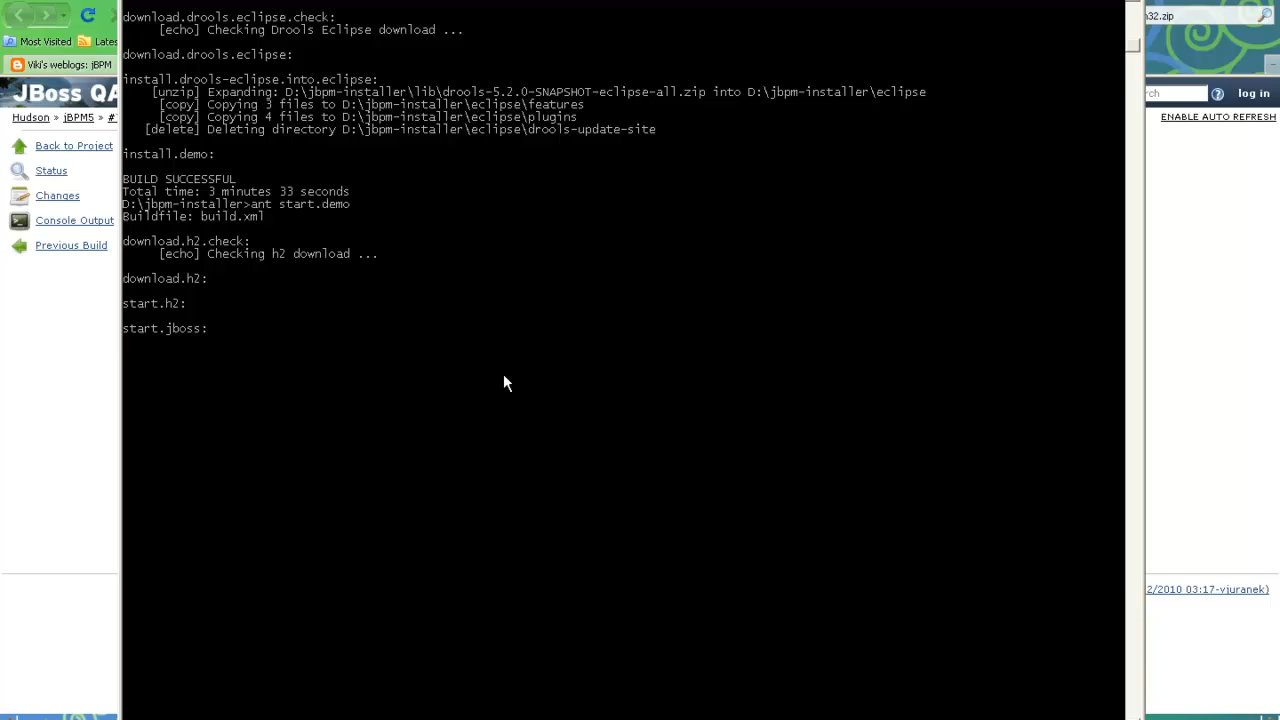 n32.zip
Most Visited
Lates
Viki's weblogs: jBPM
JBoss QA
rch
log in
Hudson » jBPM5 » #
ENABLE AUTO REFRESH
Back to Project
Status
Changes
Console Output
Previous Build
download.drools.eclipse.check:
[echo] Checking Drools Eclipse download ...
download.drools.eclipse:
install.drools-eclipse.into.eclipse:
[unzip] Expanding: D:\jbpm-installer\lib\drools-5.2.0-SNAPSHOT-eclipse-all.zip into D:\jbpm-installer\eclipse
[copy] Copying 3 files to D:\jbpm-installer\eclipse\features
[copy] Copying 4 files to D:\jbpm-installer\eclipse\plugins
[delete] Deleting directory D:\jbpm-installer\eclipse\drools-update-site
install.demo:
BUILD SUCCESSFUL
Total time: 3 minutes 33 seconds
D:\jbpm-installer>ant start.demo
Buildfile: build.xml
download.h2.check:
[echo] Checking h2 download ...
download.h2:
start.h2:
start.jboss:
2/2010 03:17-vjuranek)